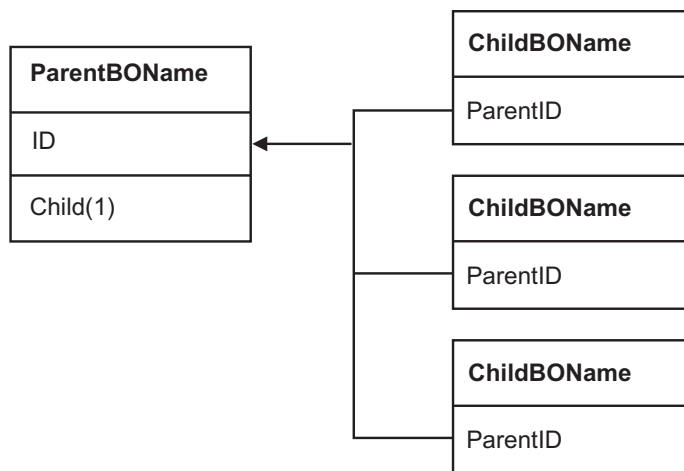 ParentBOName
ID
Child(1)
ChildBOName
ParentID
ChildBOName
ParentID
ChildBOName
ParentID